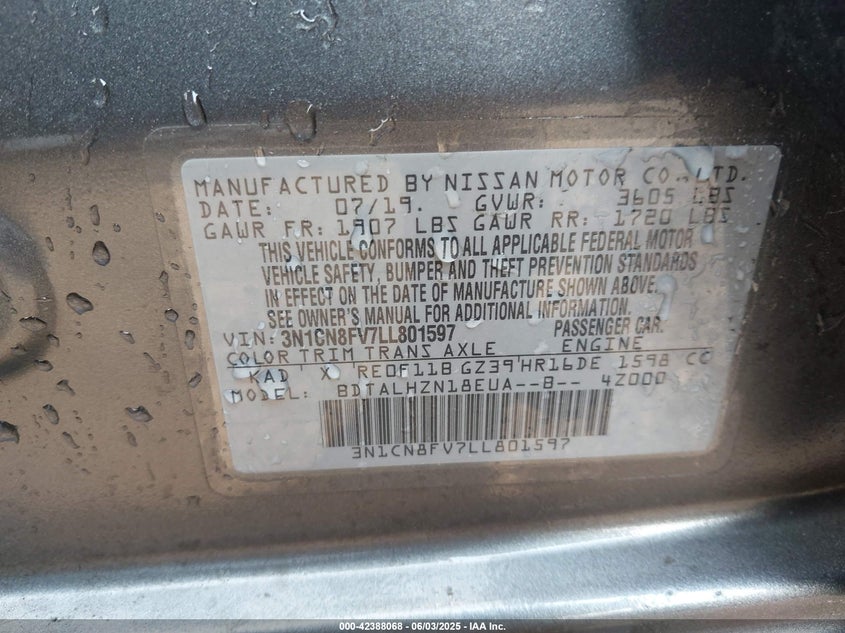 MANUFACTURED BY NISSAN MOTOR CO., LTD.
DATE: 07/19. GVWR: 3605 LBS
GAWR FR: 1907 LBS GAWR RR: 1720 LBS
THIS VEHICLE CONFORMS TO ALL APPLICABLE FEDERAL MOTOR
VEHICLE SAFETY, BUMPER AND THEFT PREVENTION STANDARDS
IN EFFECT ON THE DATE OF MANUFACTURE SHOWN ABOVE.
SEE OWNER'S MANUAL FOR ADDITIONAL INFORMATION.
VIN: 3N1CN8FV7LL801597 PASSENGER CAR.
COLOR TRIM TRANS AXLE ENGINE
KAD X RE0F11B GZ39 HR16DE 1598 CC
MODEL: BDTALHZN18EUA--B-- 4Z000
3N1CN8FV7LL801597
000-42388068 - 06/03/2025 - IAA Inc.